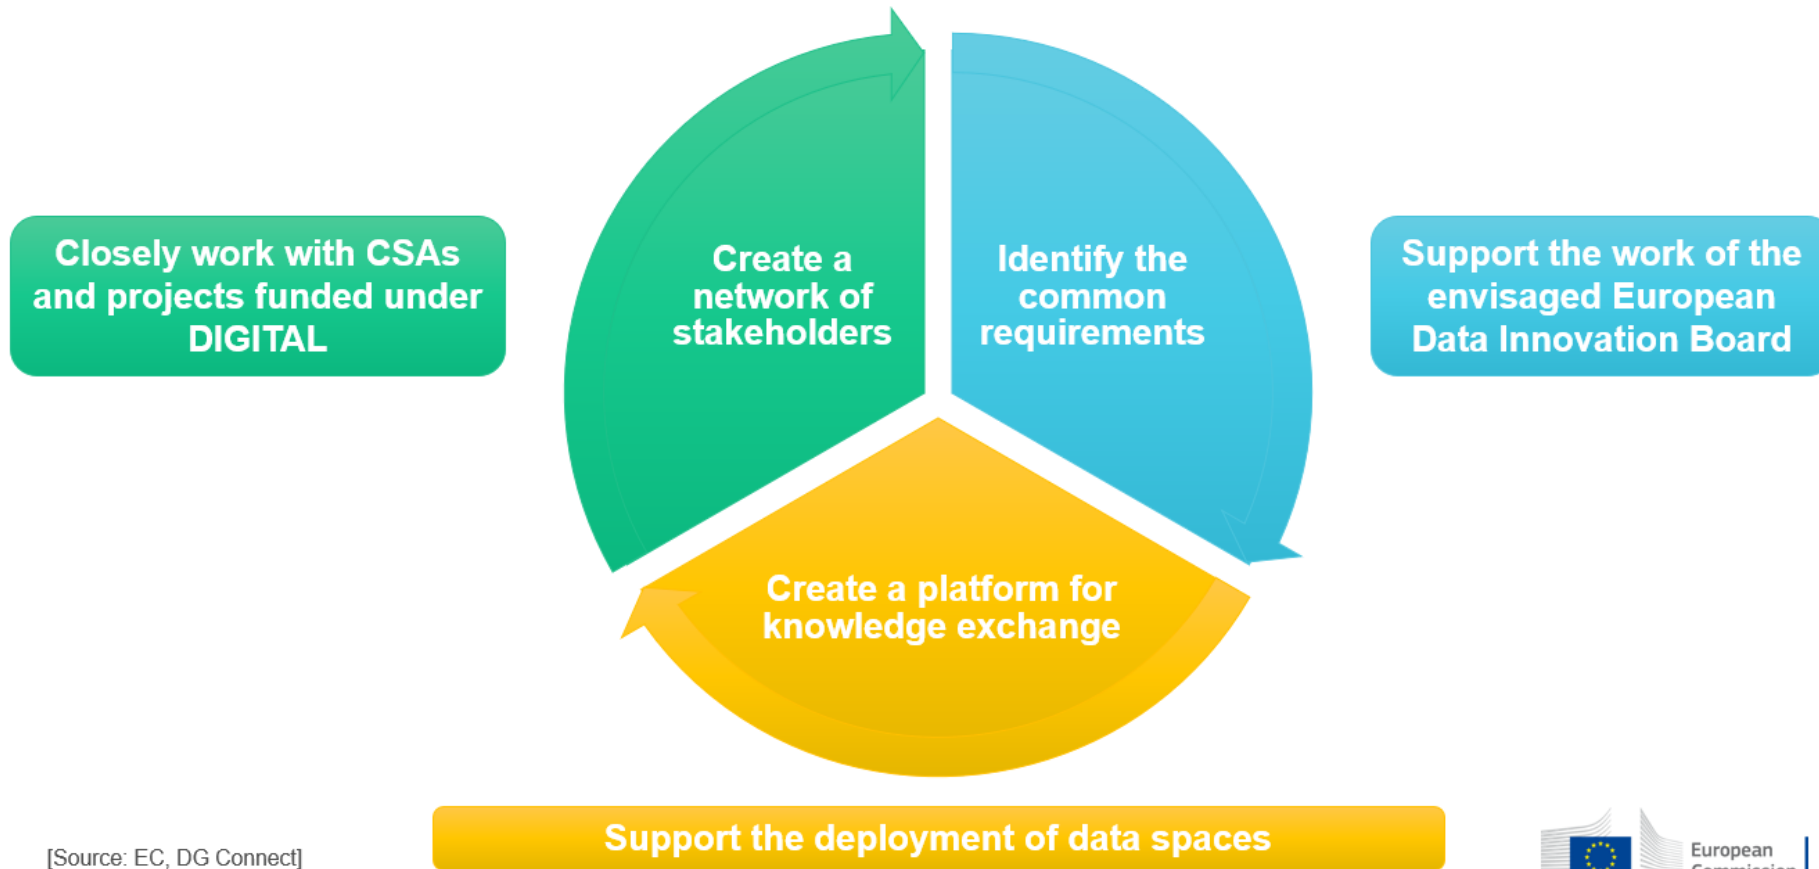 Closely work with CSAs
and projects funded under
DIGITAL
Create a
network of
stakeholders
Identify the
common
requirements
Support the work of the
envisaged European
Data Innovation Board
Create a platform for
knowledge exchange
Support the deployment of data spaces
[Source: EC, DG Connect]
European
Commission